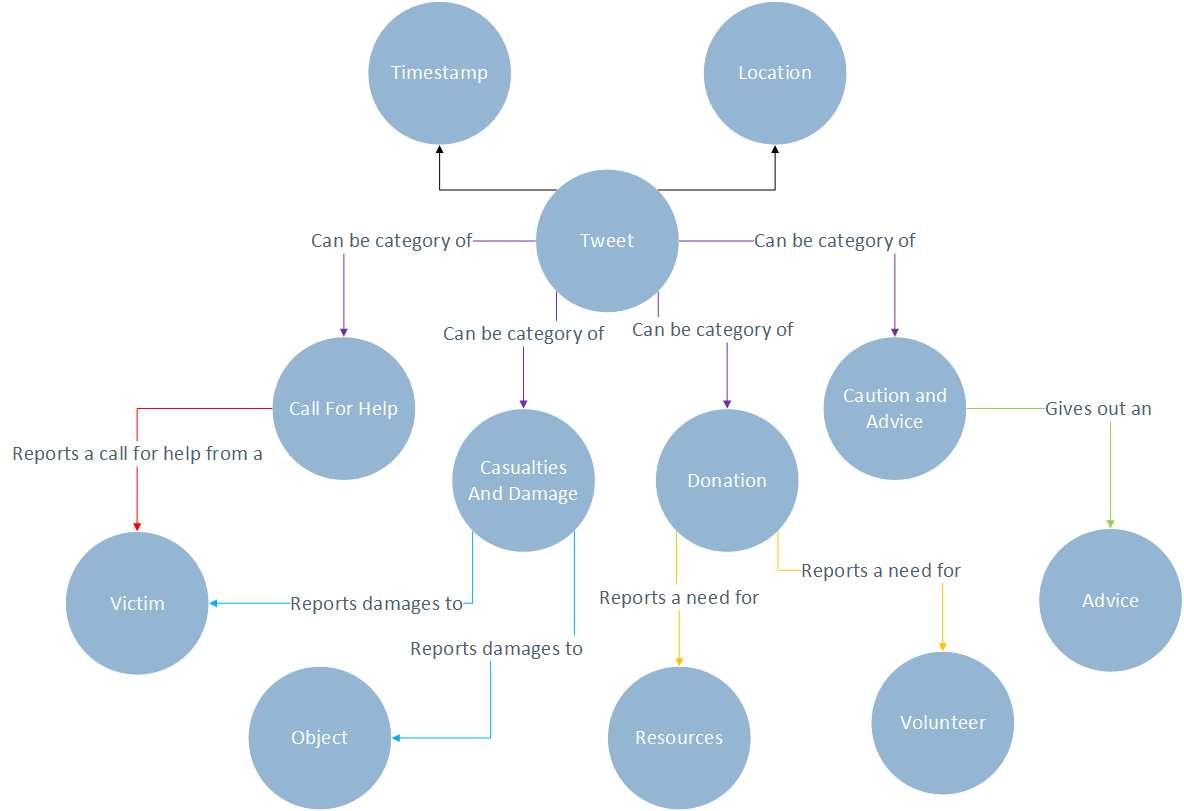 Timestamp
Location
Tweet
Can be category of
Can be category of
Can be category of
Can be category of
Call For Help
Caution and
Advice
Gives out an
Reports a call for help from a
Casualties
And Damage
Donation
Reports a need for
Reports a need for
Reports damages to
Victim
Advice
Reports damages to
Object
Resources
Volunteer